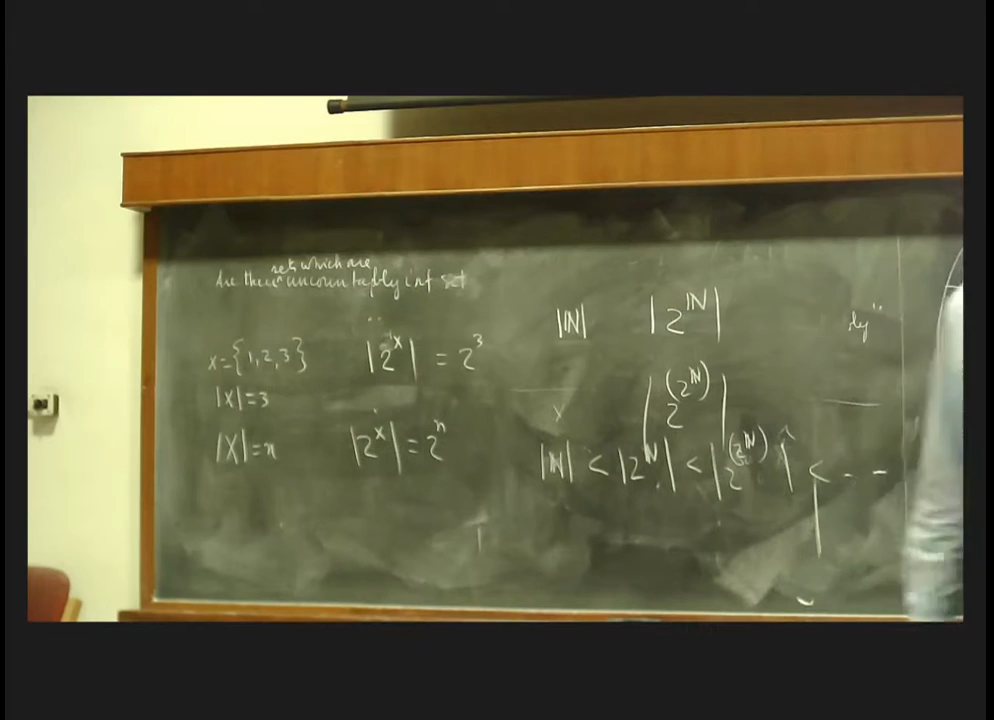 sets which are
Are there ^ uncountably inf set
X = {1, 2, 3}
|2^X| = 2^3
|X| = 3
|X| = n
|2^X| = 2^n
|ℕ| |2^ℕ|
|2^(2^ℕ)|
X
|ℕ| < |2^ℕ| < |2^(2^ℕ)| < - -
ly"